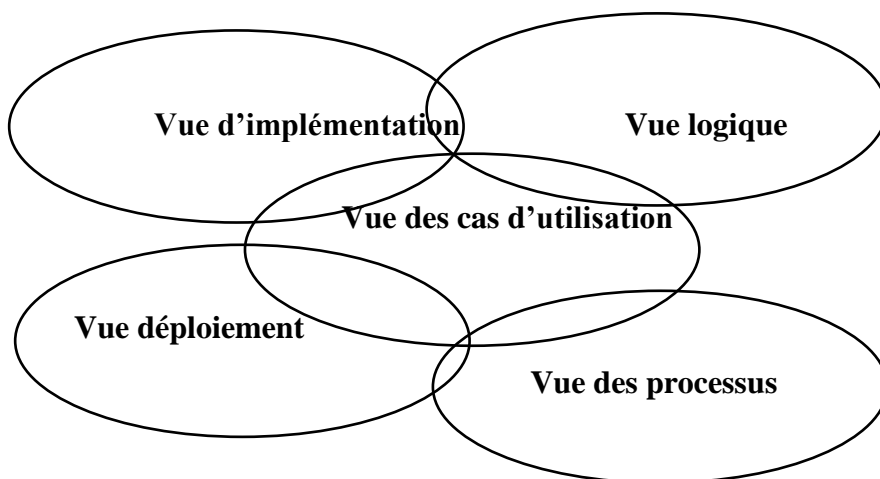 Vue d’implémentation
Vue logique
Vue des cas d’utilisation
Vue déploiement
Vue des processus